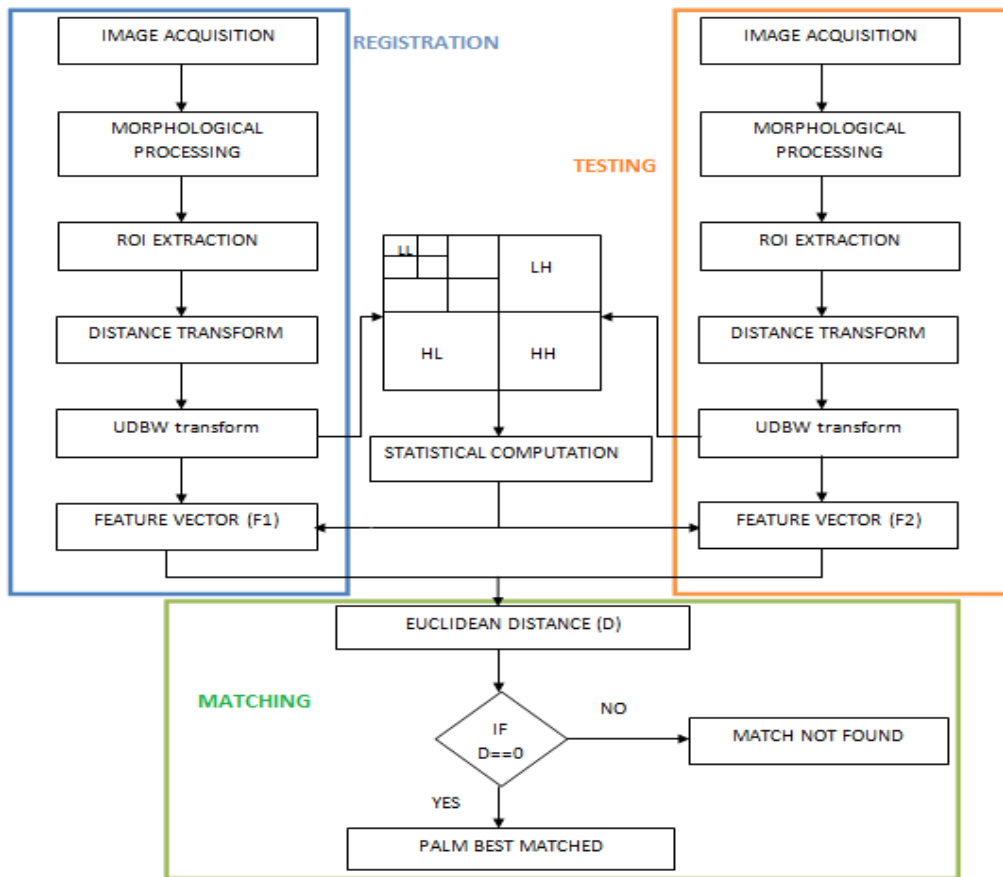 IMAGE ACQUISITION
REGISTRATION
MORPHOLOGICAL
PROCESSING
ROI EXTRACTION
DISTANCE TRANSFORM
UDBW transform
FEATURE VECTOR (F1)
LL
LH
HL
HH
STATISTICAL COMPUTATION
IMAGE ACQUISITION
TESTING
MORPHOLOGICAL
PROCESSING
ROI EXTRACTION
DISTANCE TRANSFORM
UDBW transform
FEATURE VECTOR (F2)
EUCLIDEAN DISTANCE (D)
MATCHING
IF
D==0
NO
MATCH NOT FOUND
YES
PALM BEST MATCHED